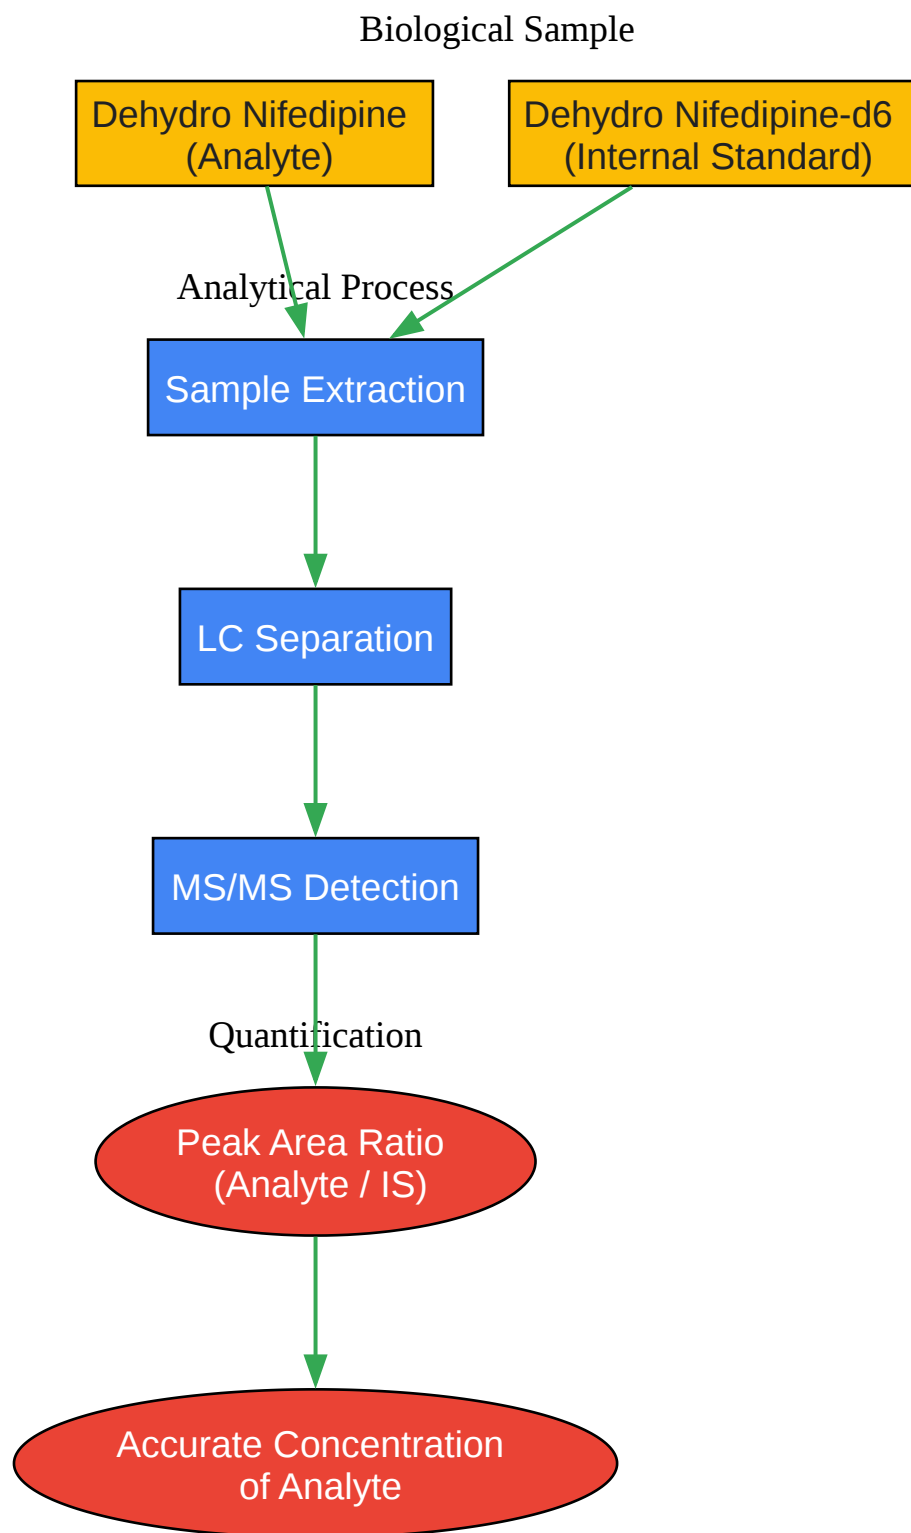 Biological Sample
Dehydro Nifedipine
(Analyte)
Dehydro Nifedipine-d6
(Internal Standard)
Analytical Process
Sample Extraction
LC Separation
MS/MS Detection
Quantification
Peak Area Ratio
(Analyte / IS)
Accurate Concentration
of Analyte